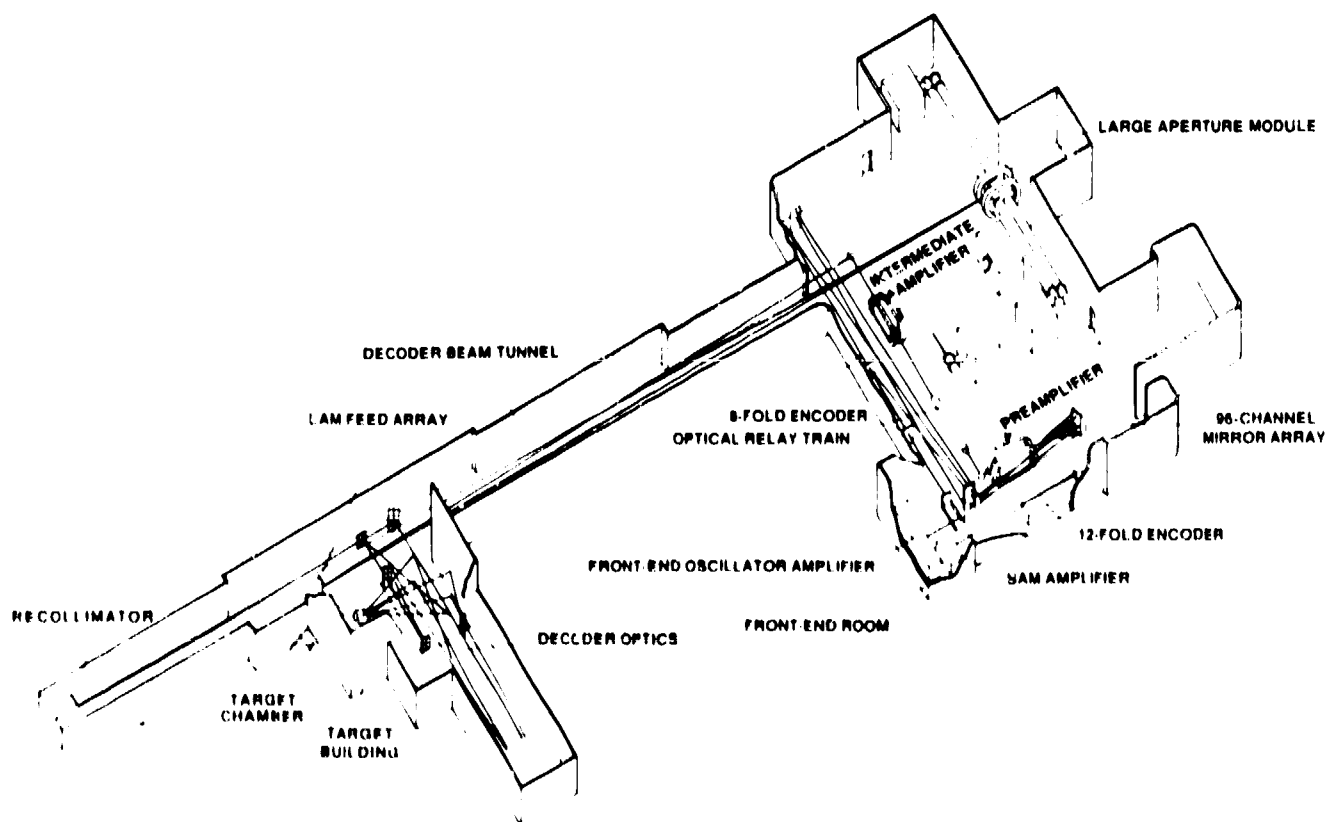 LARGE APERTURE MODULE
INTERMEDIATE
AMPLIFIER
DECODER BEAM TUNNEL
LAM FEED ARRAY
8-FOLD ENCODER
OPTICAL RELAY TRAIN
PREAMPLIFIER
96-CHANNEL
MIRROR ARRAY
12-FOLD ENCODER
FRONT-END OSCILLATOR AMPLIFIER
SAM AMPLIFIER
RECOLLIMATOR
DECODER OPTICS
FRONT-END ROOM
TARGET
CHAMBER
TARGET
BUILDING